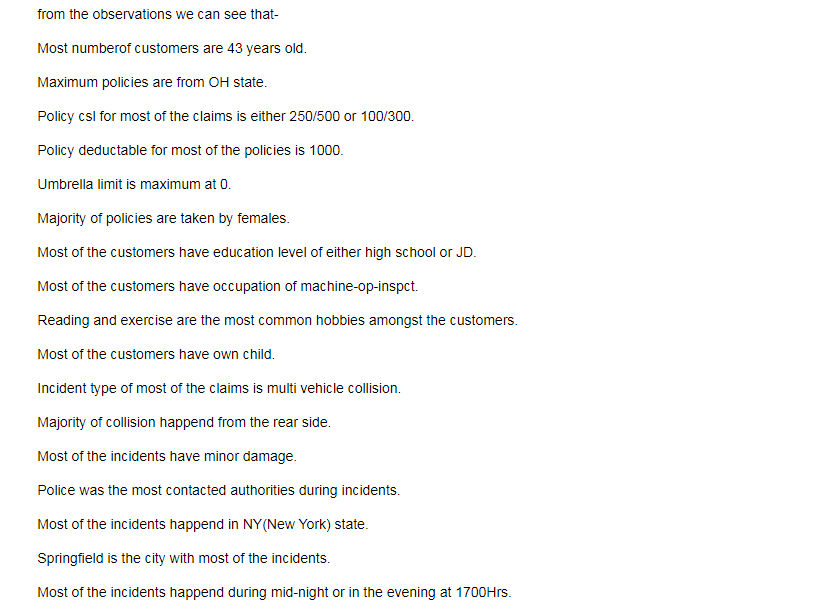 from the observations we can see that-
Most numberof customers are 43 years old.
Maximum policies are from OH state.
Policy csl for most of the claims is either 250/500 or 100/300.
Policy deductable for most of the policies is 1000.
Umbrella limit is maximum at 0.
Majority of policies are taken by females.
Most of the customers have education level of either high school or JD.
Most of the customers have occupation of machine-op-inspct.
Reading and exercise are the most common hobbies amongst the customers.
Most of the customers have own child.
Incident type of most of the claims is multi vehicle collision.
Majority of collision happend from the rear side.
Most of the incidents have minor damage.
Police was the most contacted authorities during incidents.
Most of the incidents happend in NY(New York) state.
Springfield is the city with most of the incidents.
Most of the incidents happend during mid-night or in the evening at 1700Hrs.